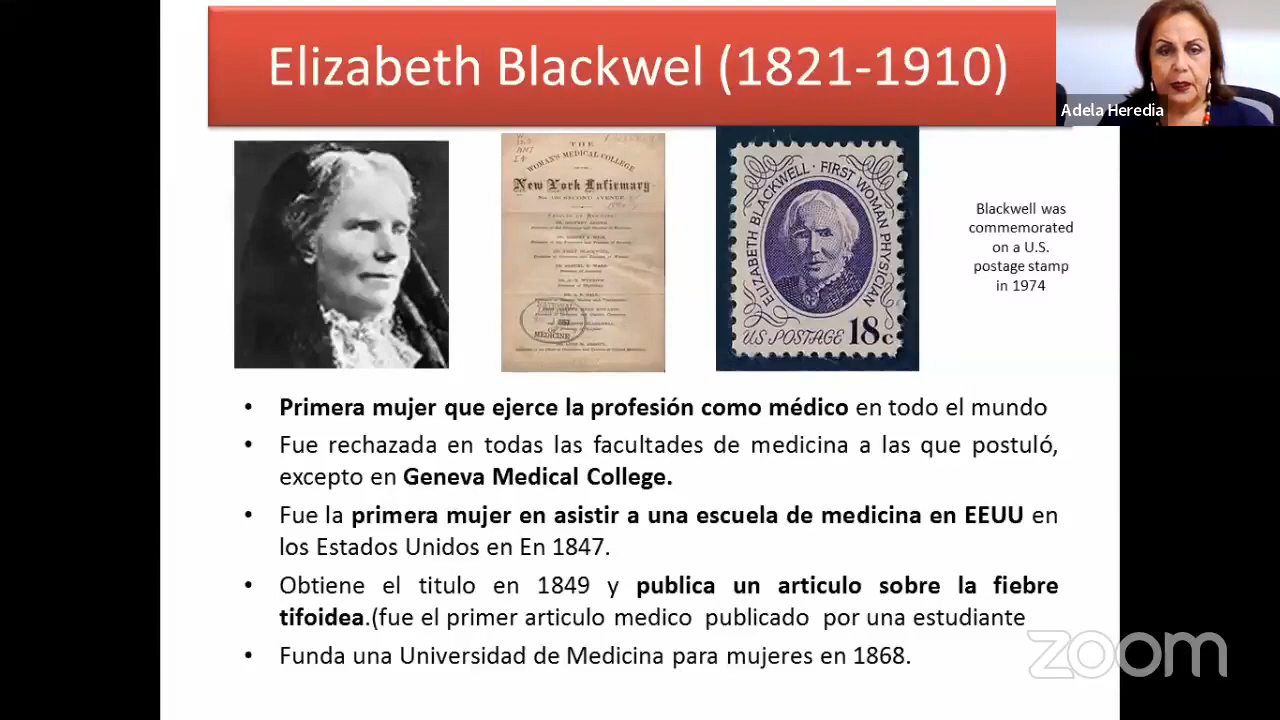 Elizabeth Blackwel (1821-1910)
Adela Heredia
THE
WOMAN'S MEDICAL COLLEGE
New York Infirmary
NATIONAL
OF
MEDICINE
ELIZABETH BLACKWELL · FIRST WOMAN PHYSICIAN
US POSTAGE 18c
Blackwell was
commemorated
on a U.S.
postage stamp
in 1974
• Primera mujer que ejerce la profesión como médico en todo el mundo
• Fue rechazada en todas las facultades de medicina a las que postuló,
excepto en Geneva Medical College.
• Fue la primera mujer en asistir a una escuela de medicina en EEUU en
los Estados Unidos en En 1847.
• Obtiene el titulo en 1849 y publica un articulo sobre la fiebre
tifoidea.(fue el primer articulo medico publicado por una estudiante
• Funda una Universidad de Medicina para mujeres en 1868.
zoom